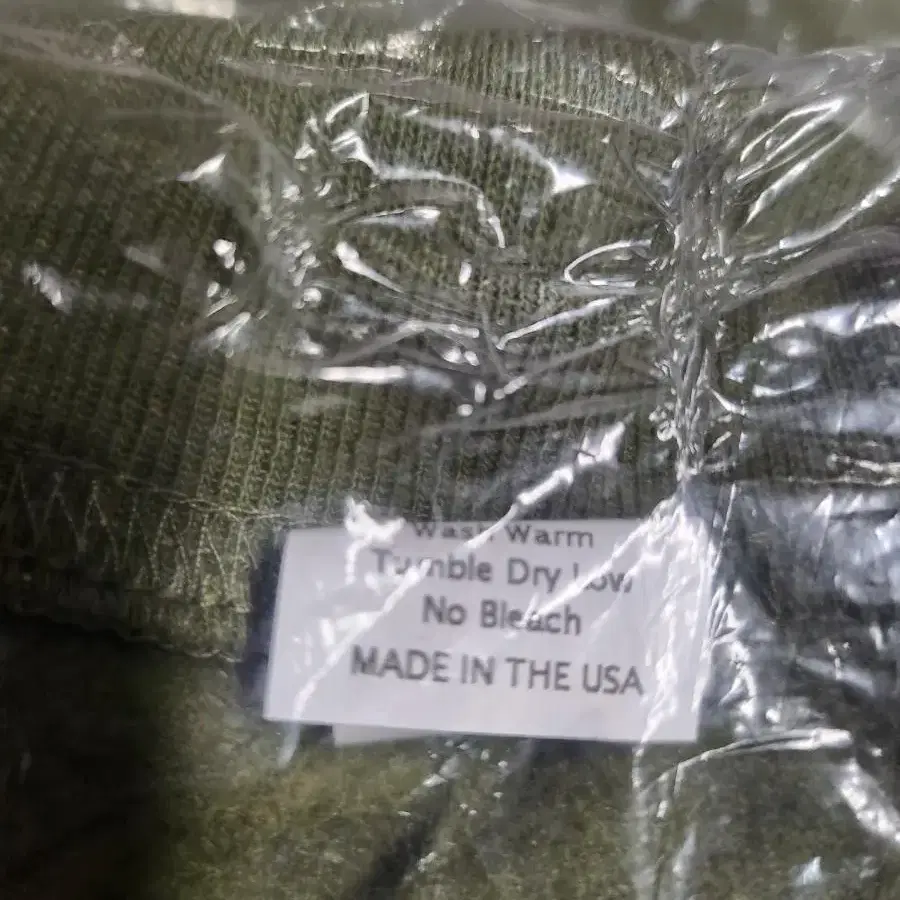 Wash Warm
Tumble Dry Low
No Bleach
MADE IN THE USA